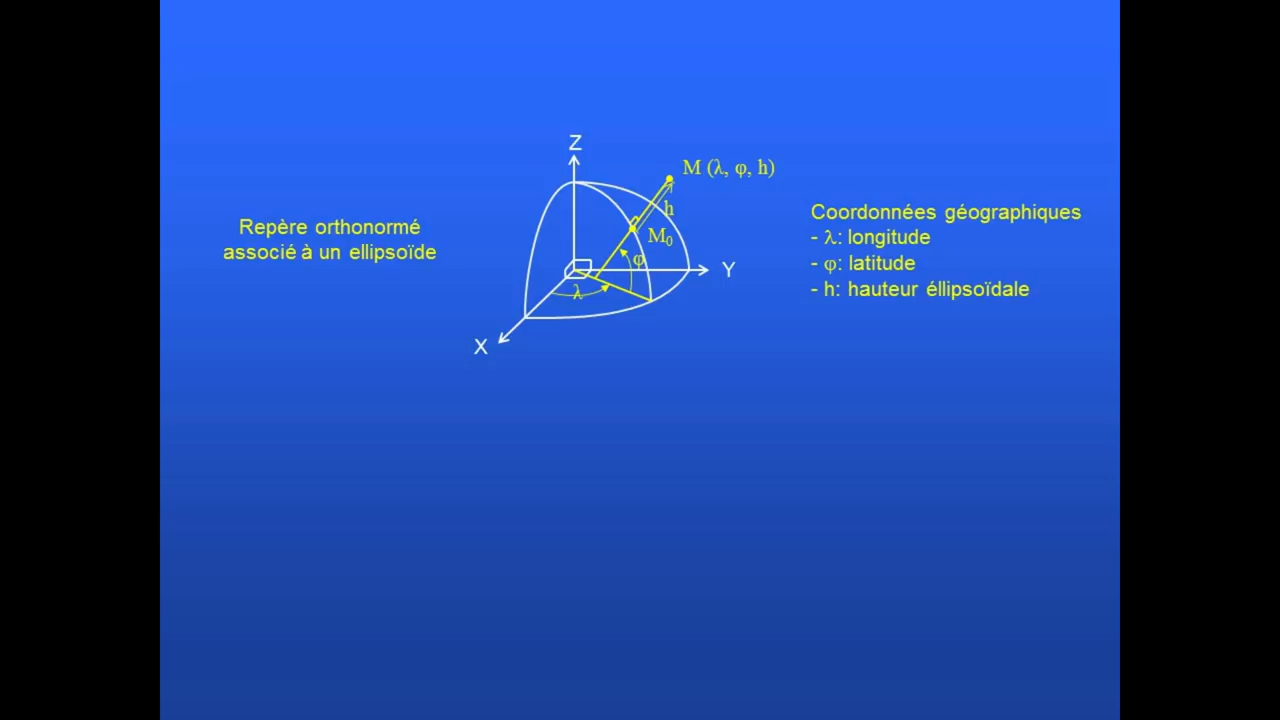 Repère orthonormé
associé à un ellipsoïde
Z
M (λ, φ, h)
h
M₀
φ
Y
λ
X
Coordonnées géographiques
- λ: longitude
- φ: latitude
- h: hauteur éllipsoïdale